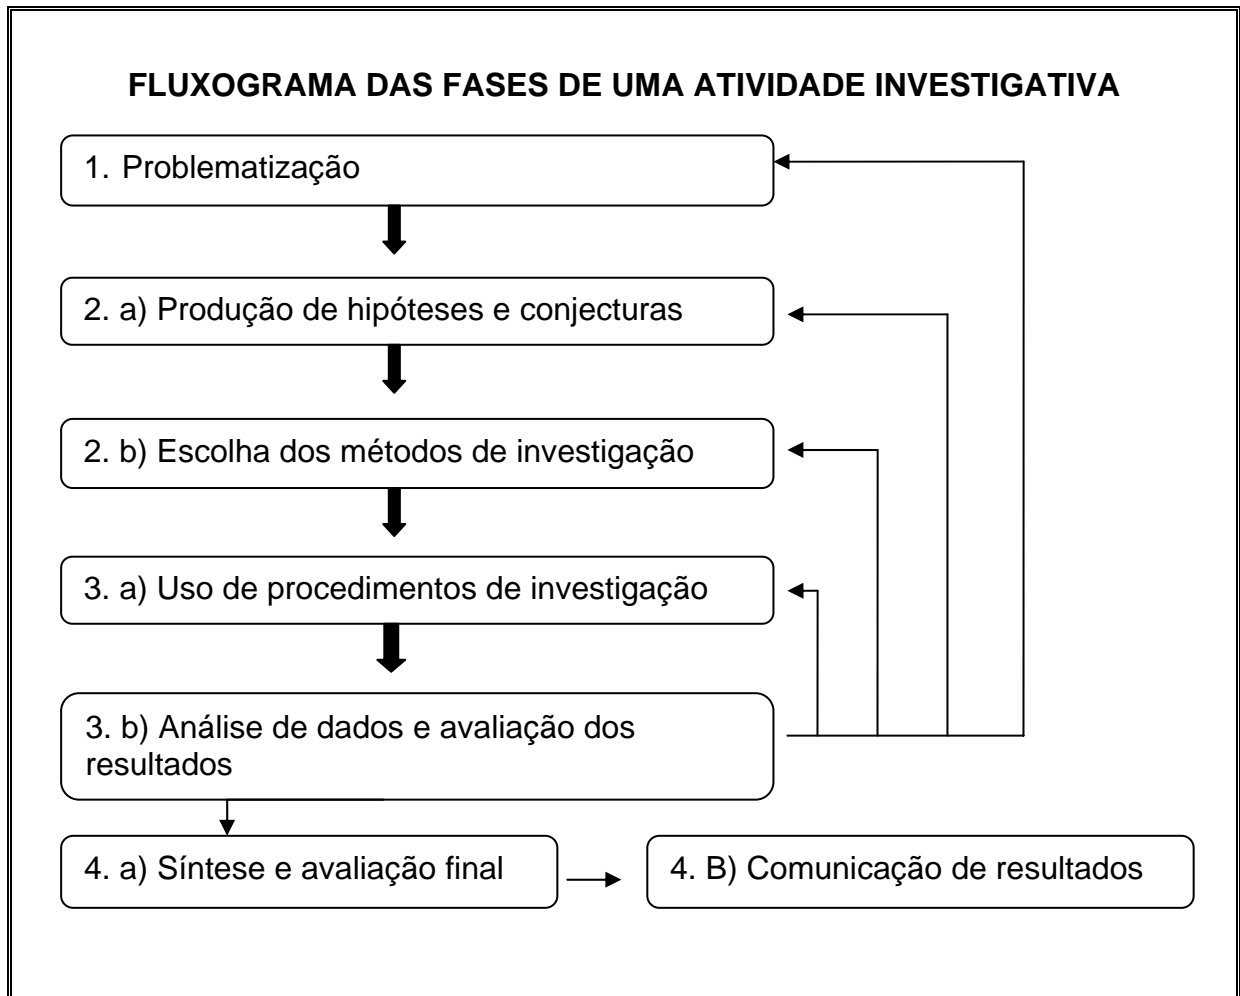 FLUXOGRAMA DAS FASES DE UMA ATIVIDADE INVESTIGATIVA
1. Problematização
2. a) Produção de hipóteses e conjecturas
2. b) Escolha dos métodos de investigação
3. a) Uso de procedimentos de investigação
3. b) Análise de dados e avaliação dos
resultados
4. a) Síntese e avaliação final
4. B) Comunicação de resultados